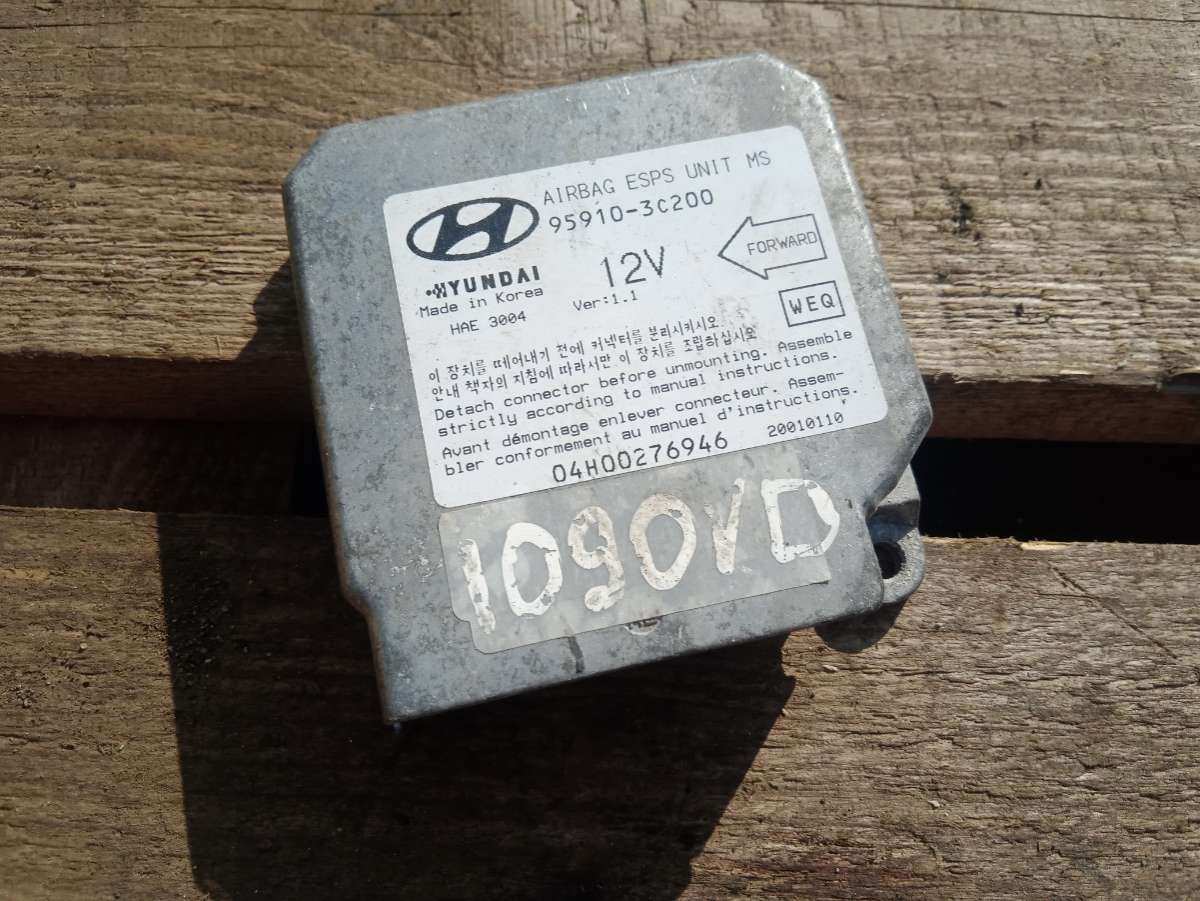 AIRBAG ESPS UNIT MS
95910-3C200
HYUNDAI
Made in Korea
HAE 3004
12V
Ver:1.1
FORWARD
WEQ
이 장치를 떼어내기 전에 커넥터를 분리시키시오.
안내 책자의 지침에 따라서만 이 장치를 조립하십시오
Detach connector before unmounting. Assemble
strictly according to manual instructions.
Avant démontage enlever connecteur. Assem-
bler conformement au manuel d'instructions.
04H00276946
20010110